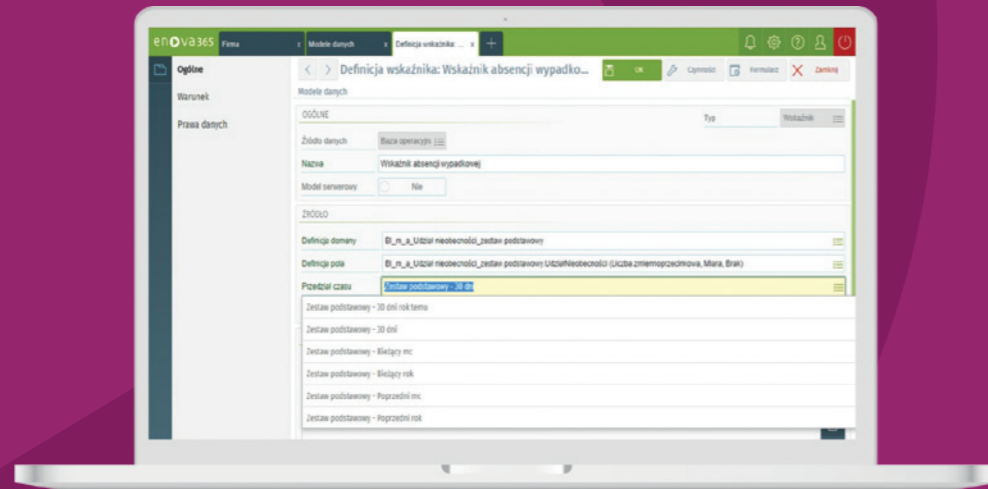 enova365 Firma x Modele danych x Definicja wskaźnika: ... x
Ogólne
Warunek
Prawa danych
Definicja wskaźnika: Wskaźnik absencji wypadko...
OK
Czynności
Formularz
Zamknij
Modele danych
OGÓLNE
Typ Wskaźnik
Źródło danych Baza operacyjn
Nazwa Wskaźnik absencji wypadkowej
Model serwerowy Nie
ŹRÓDŁO
Definicja domeny BI_m_a_Udział nieobecności_zestaw podstawowy
Definicja pola BI_m_a_Udział nieobecności_zestaw podstawowy.UdziałNieobecności (Liczba zmiennoprzecinkowa, Miara, Brak)
Przedział czasu Zestaw podstawowy - 30 dni
Zestaw podstawowy - 30 dni rok temu
Zestaw podstawowy - 30 dni
Zestaw podstawowy - Bieżący mc
Zestaw podstawowy - Bieżący rok
Zestaw podstawowy - Poprzedni mc
Zestaw podstawowy - Poprzedni rok